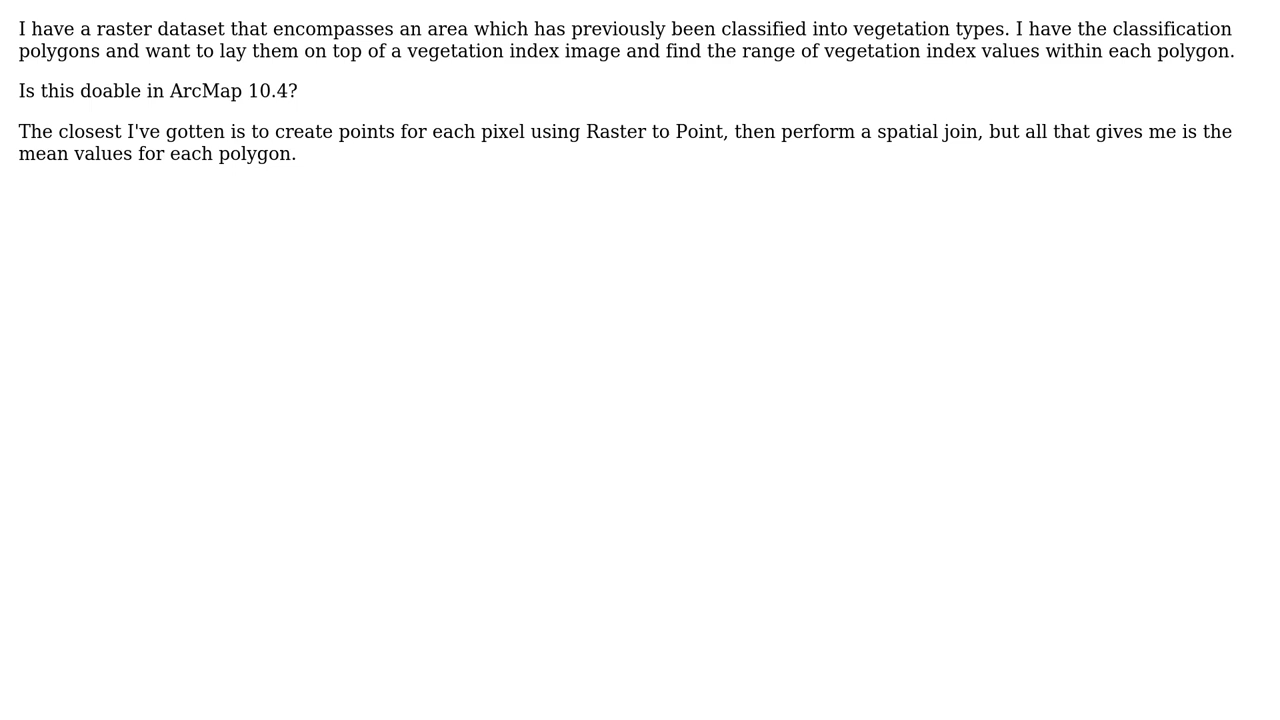 I have a raster dataset that encompasses an area which has previously been classified into vegetation types. I have the classification
polygons and want to lay them on top of a vegetation index image and find the range of vegetation index values within each polygon.
Is this doable in ArcMap 10.4?
The closest I've gotten is to create points for each pixel using Raster to Point, then perform a spatial join, but all that gives me is the
mean values for each polygon.